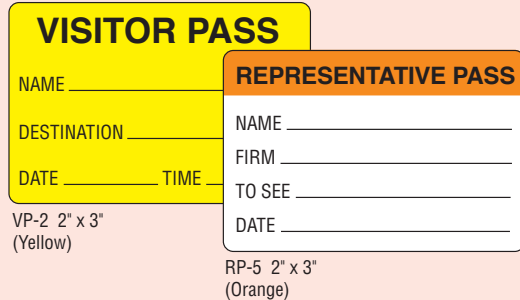 VISITOR PASS
NAME
DESTINATION
DATE TIME
VP-2 2" x 3"
(Yellow)
REPRESENTATIVE PASS
NAME
FIRM
TO SEE
DATE
RP-5 2" x 3"
(Orange)